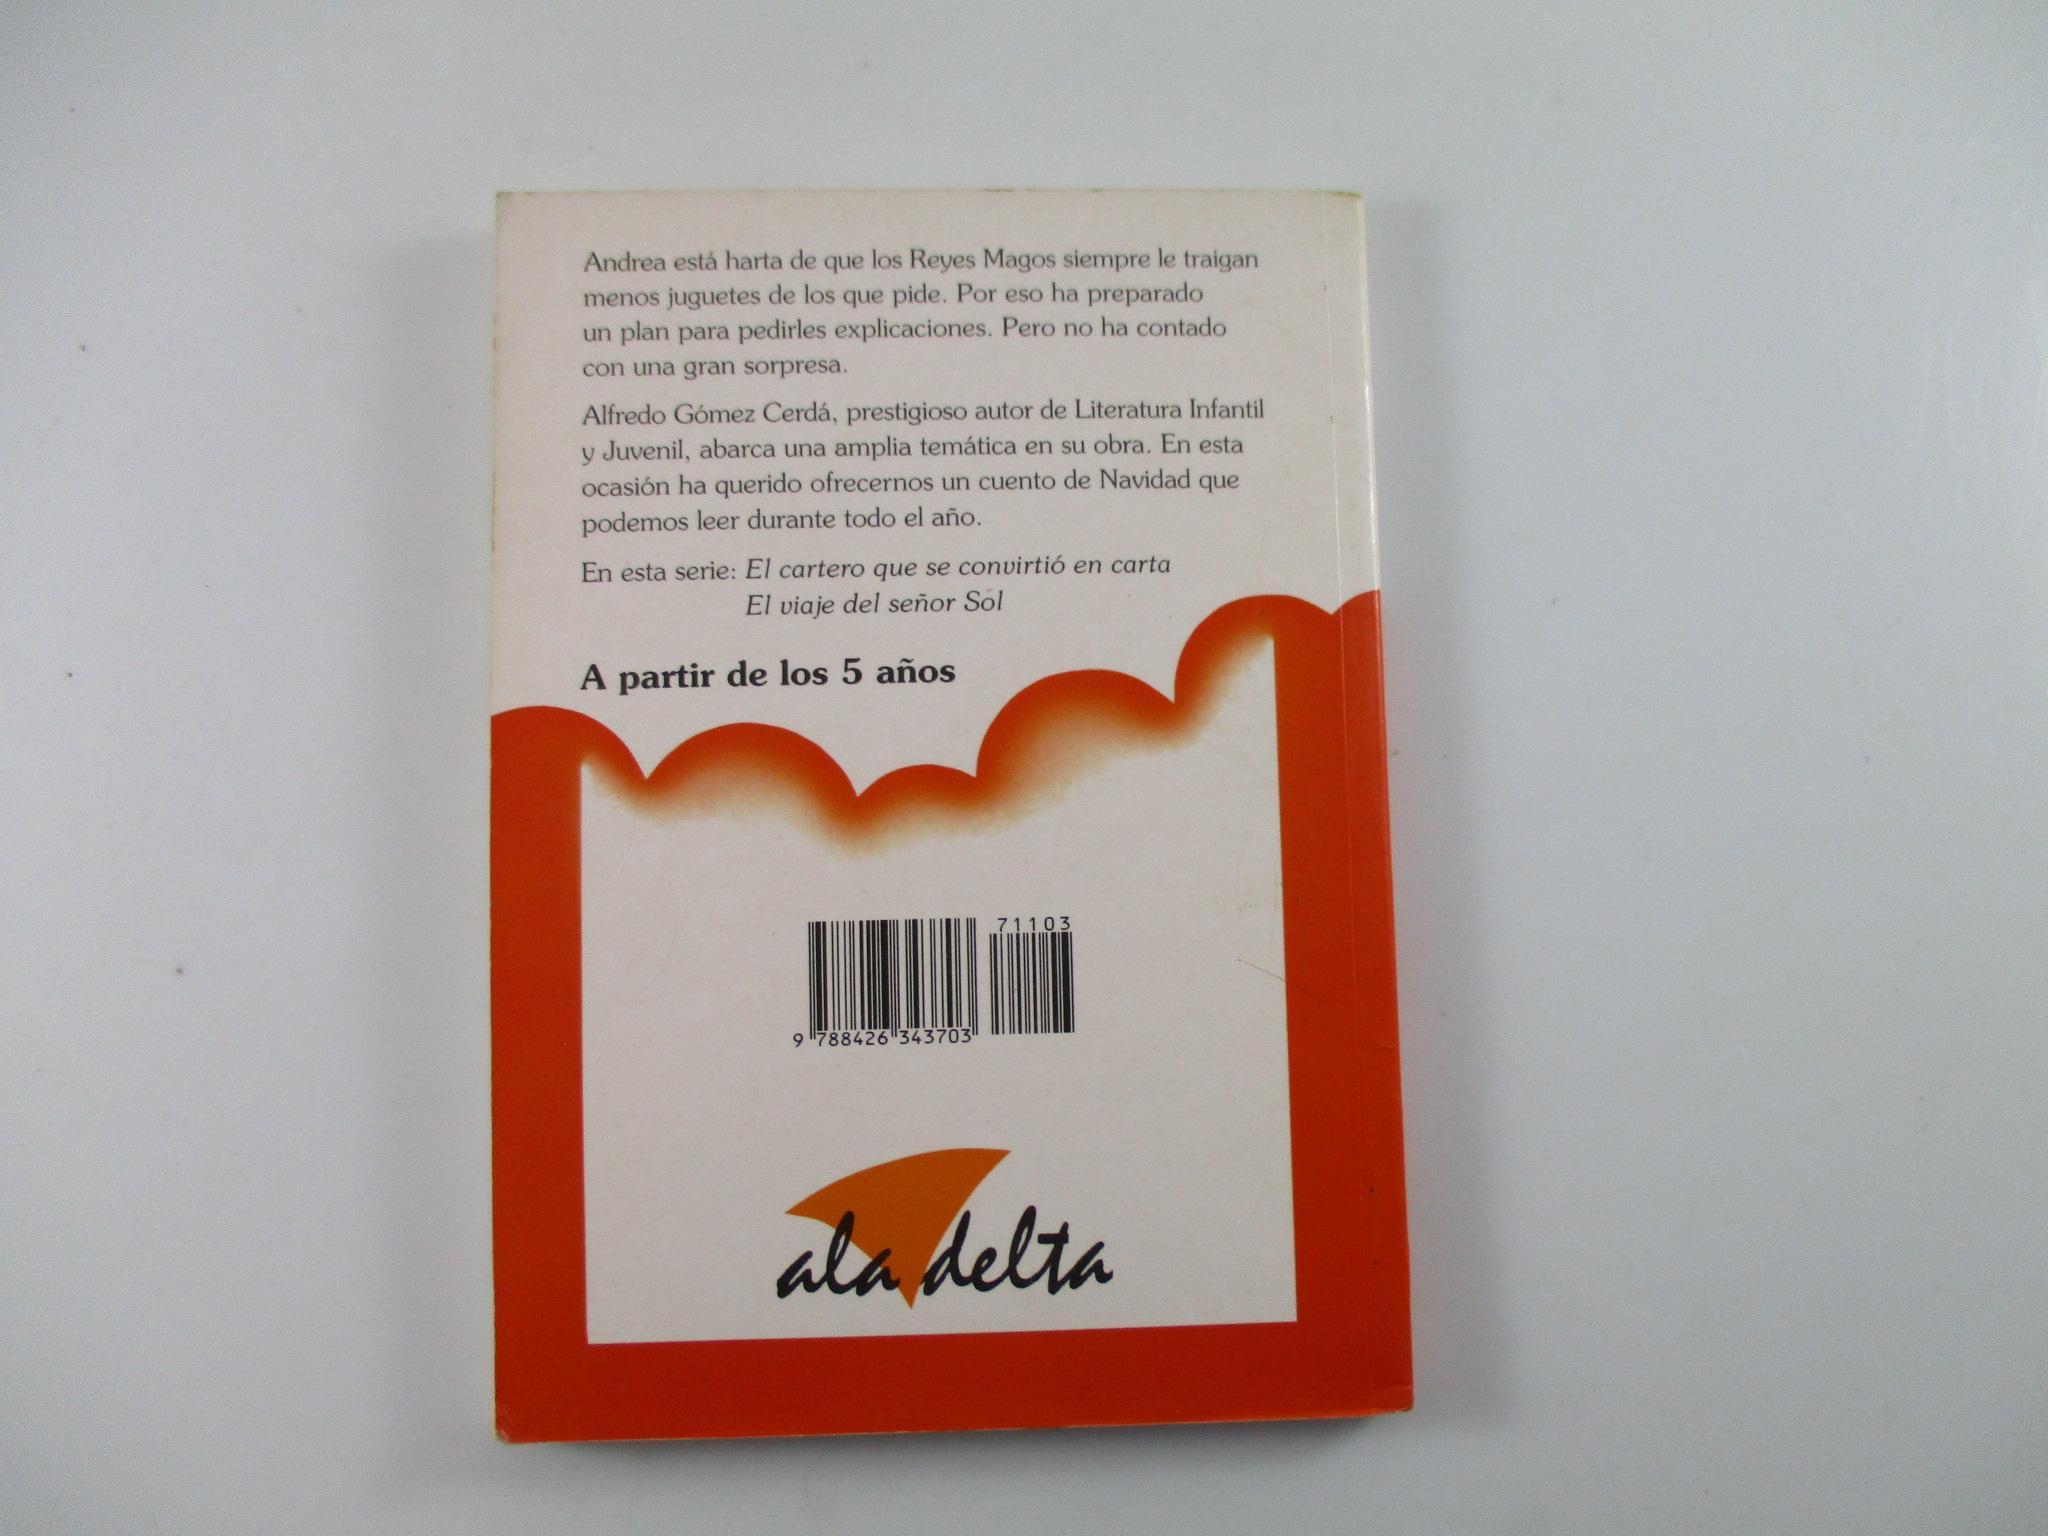 Andrea está harta de que los Reyes Magos siempre le traigan
menos juguetes de los que pide. Por eso ha preparado
un plan para pedirles explicaciones. Pero no ha contado
con una gran sorpresa.
Alfredo Gómez Cerdá, prestigioso autor de Literatura Infantil
y Juvenil, abarca una amplia temática en su obra. En esta
ocasión ha querido ofrecernos un cuento de Navidad que
podemos leer durante todo el año.
En esta serie: El cartero que se convirtió en carta
El viaje del señor Sol
A partir de los 5 años
71103
9 788426 343703
ala delta